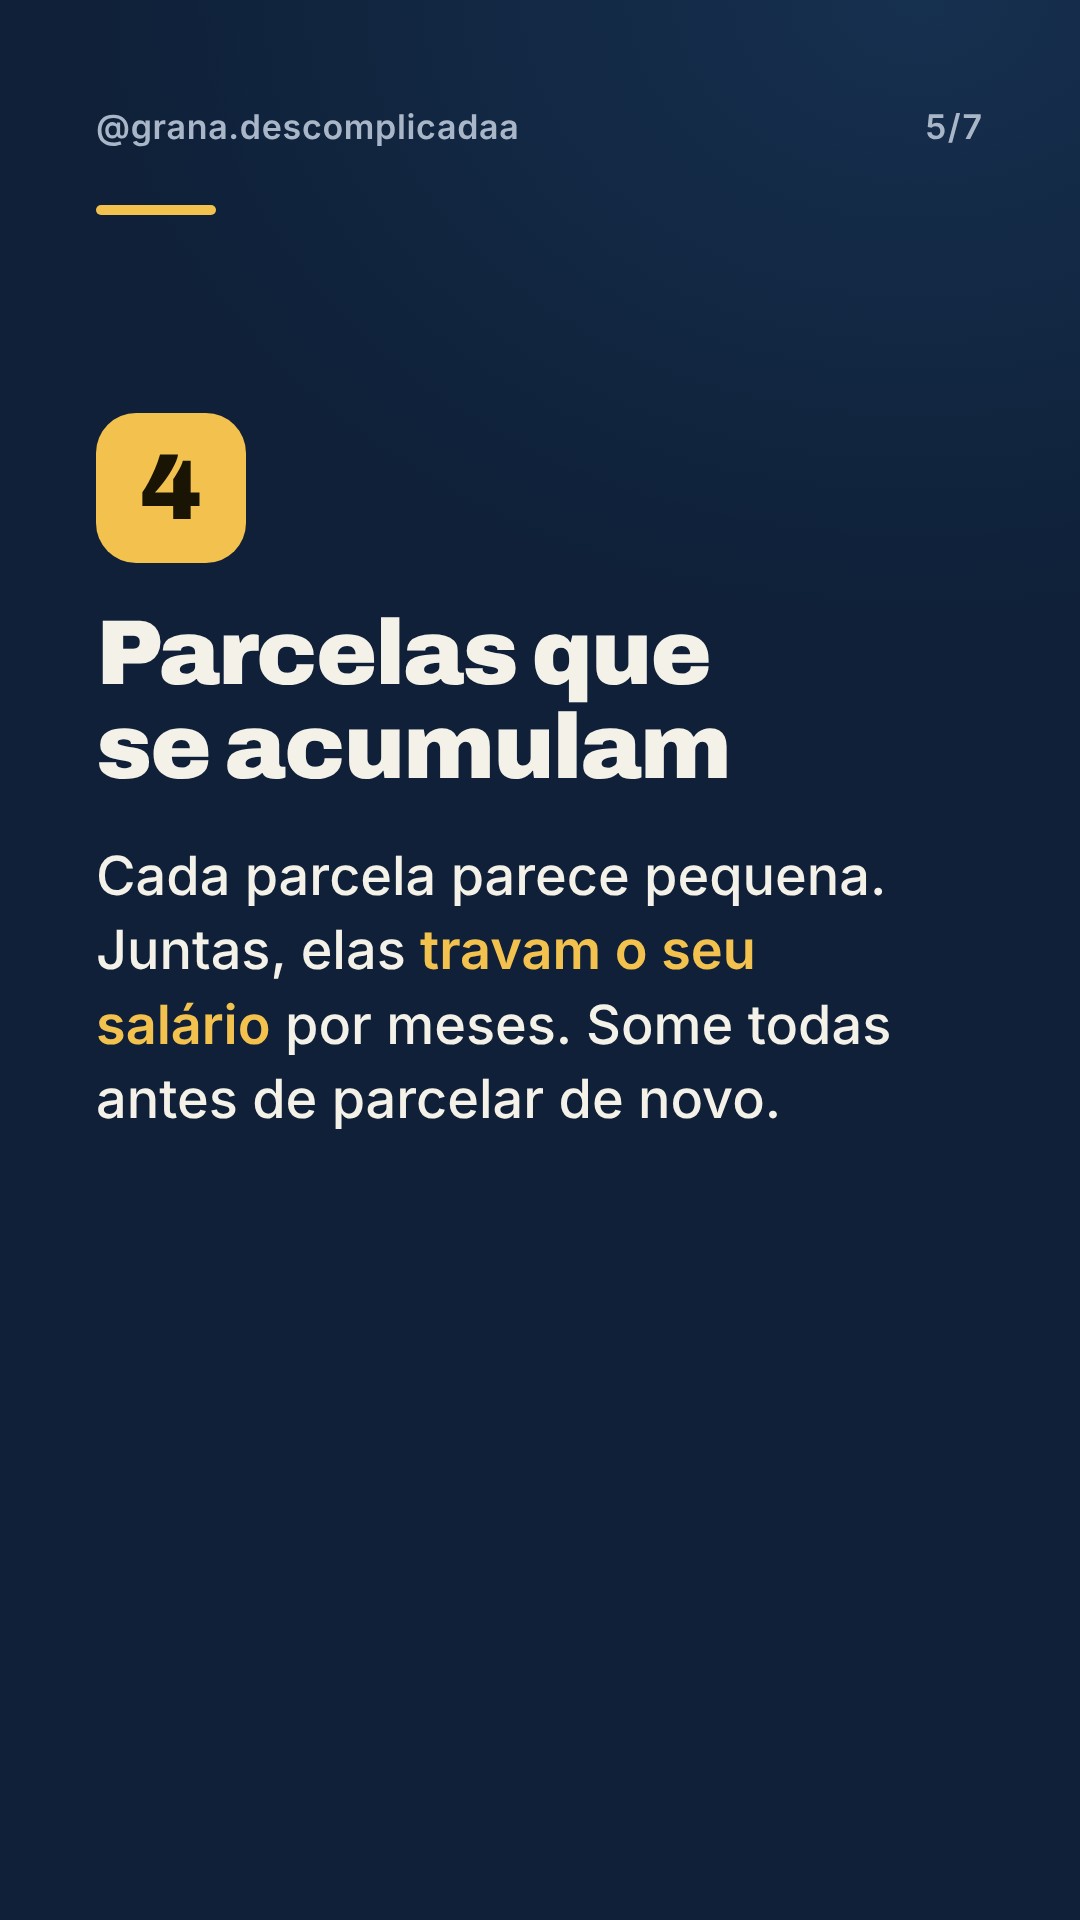 @grana.descomplicadaa 5/7
4
Parcelas que
se acumulam
Cada parcela parece pequena.
Juntas, elas travam o seu
salário por meses. Some todas
antes de parcelar de novo.